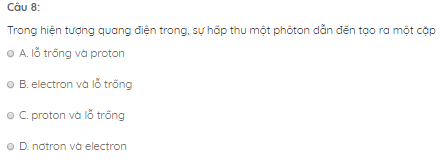 Câu 8:
Trong hiện tượng quang điện trong, sự hấp thu một phôtôn dẫn đến tạo ra một cặp
A. lỗ trống và proton
B. electron và lỗ trống
C. proton và lỗ trống
D. nơtron và electron